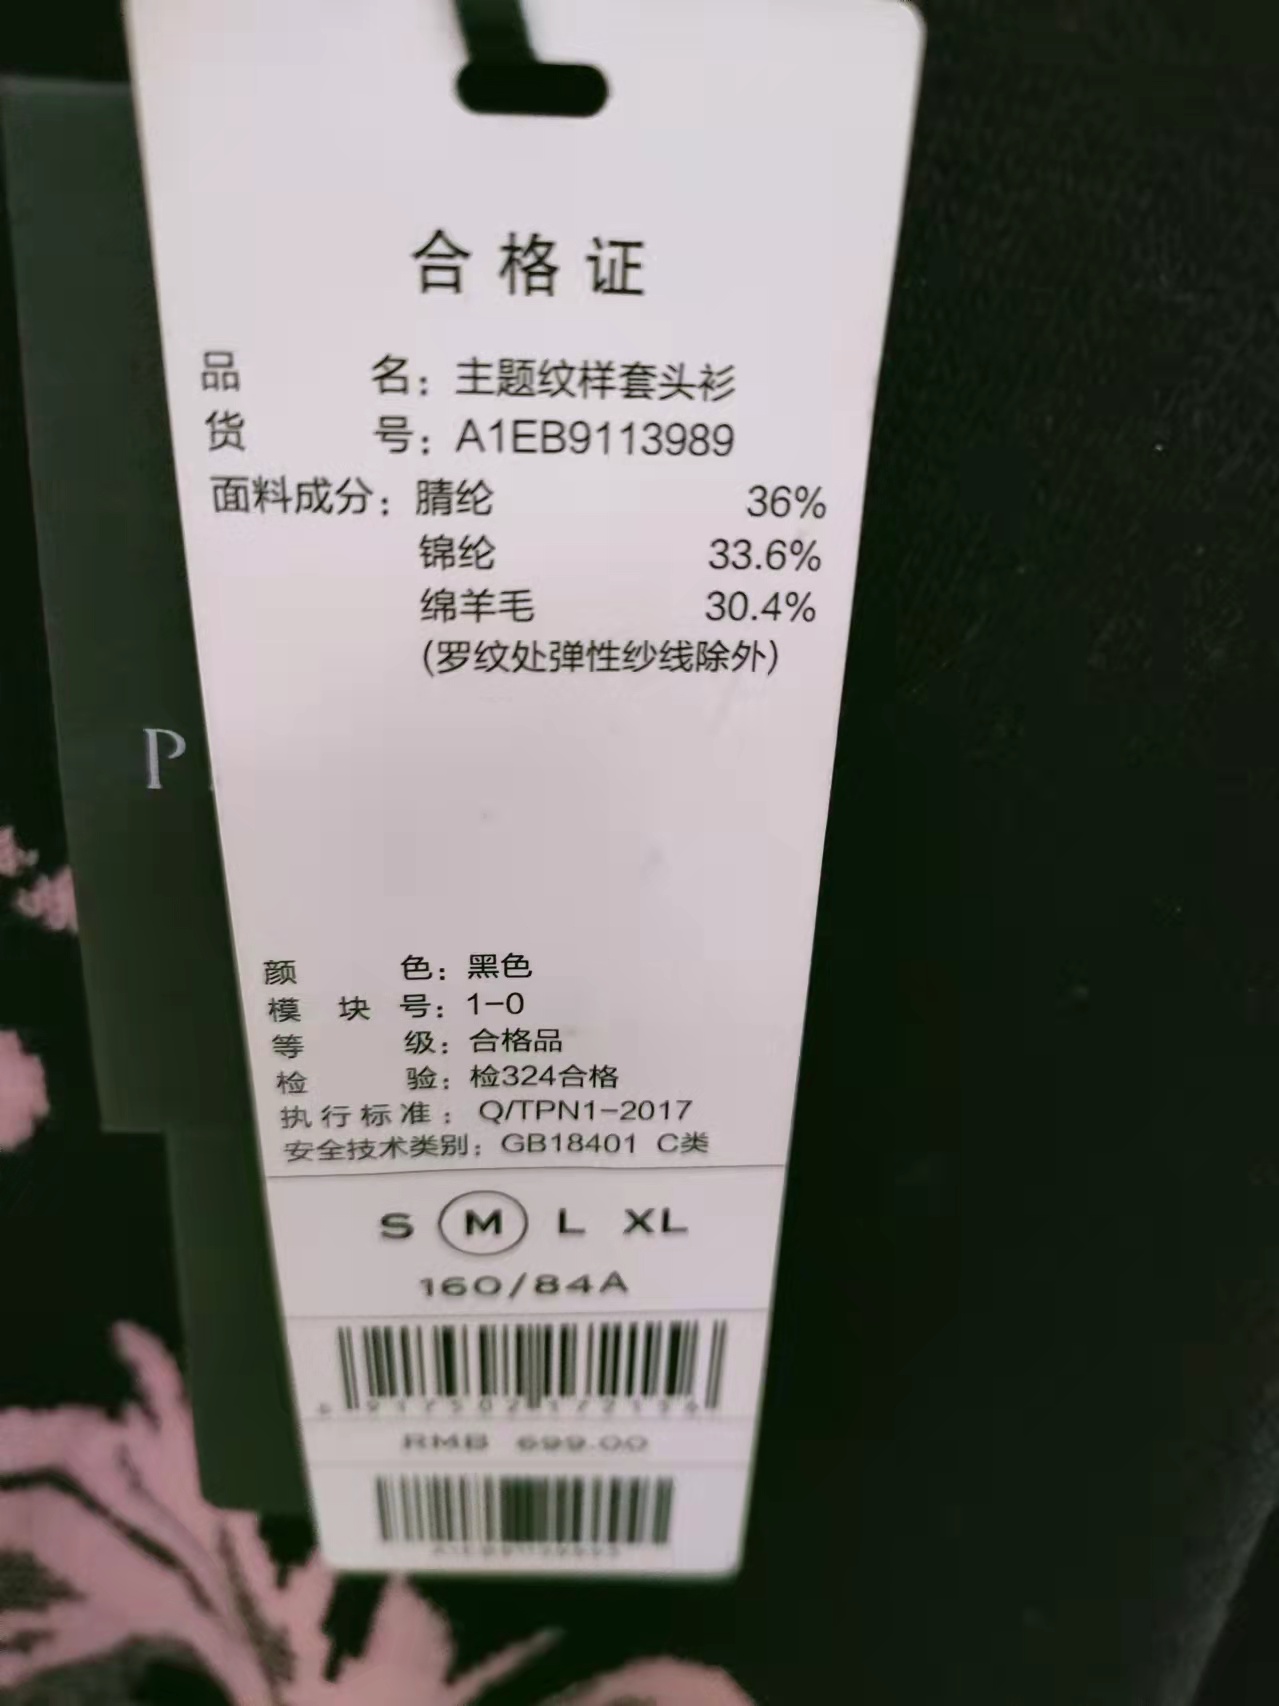 合格证
品名：主题纹样套头衫
货号：A1EB9113989
面料成分：腈纶 36%
锦纶 33.6%
绵羊毛 30.4%
(罗纹处弹性纱线除外)
P
颜色：黑色
模块号：1-0
等级：合格品
检验：检324合格
执行标准：Q/TPN1-2017
安全技术类别：GB18401 C类
S M L XL
160/84A
RMB 699.00